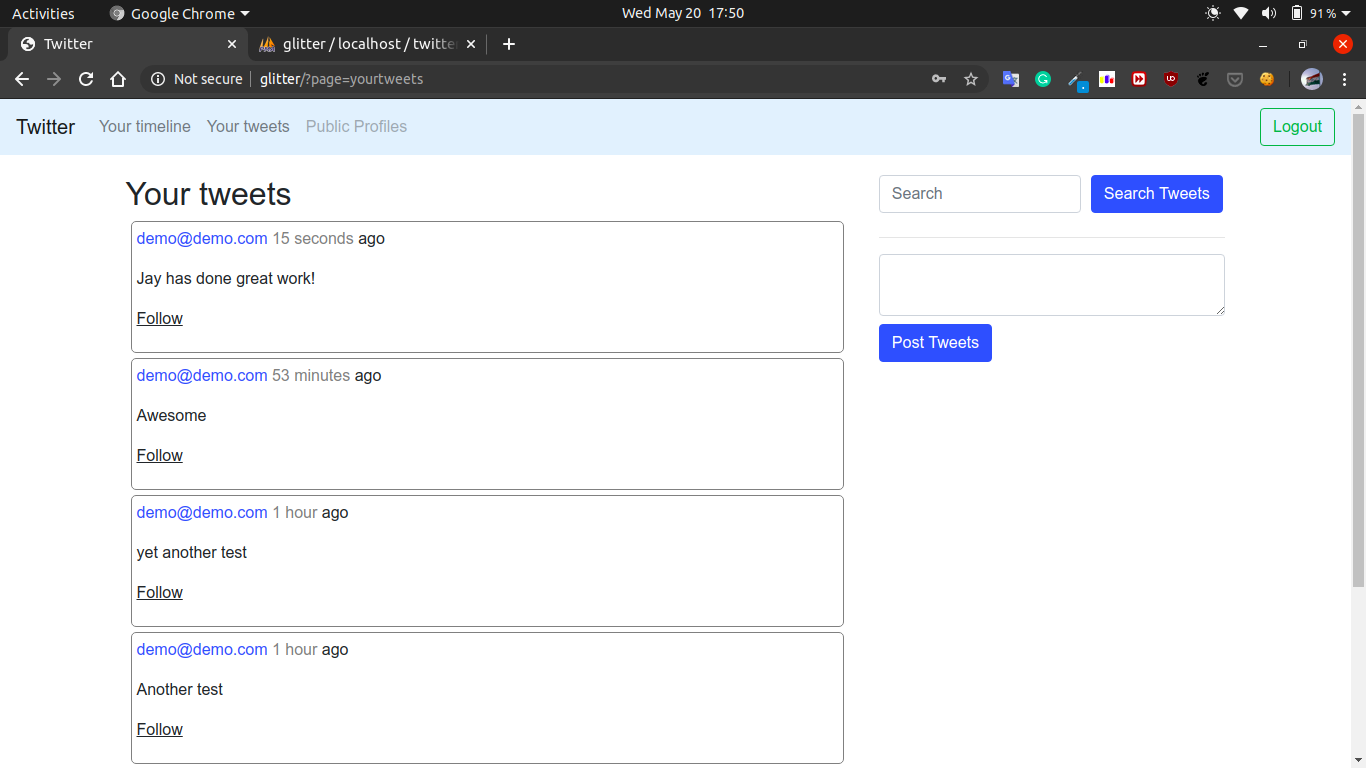 Activities Google Chrome Wed May 20 17:50 91%
Twitter glitter / localhost / twitte
Not secure glitter/?page=yourtweets
Twitter Your timeline Your tweets Public Profiles Logout
Your tweets
Search Search Tweets
demo@demo.com 15 seconds ago
Jay has done great work!
Follow
Post Tweets
demo@demo.com 53 minutes ago
Awesome
Follow
demo@demo.com 1 hour ago
yet another test
Follow
demo@demo.com 1 hour ago
Another test
Follow